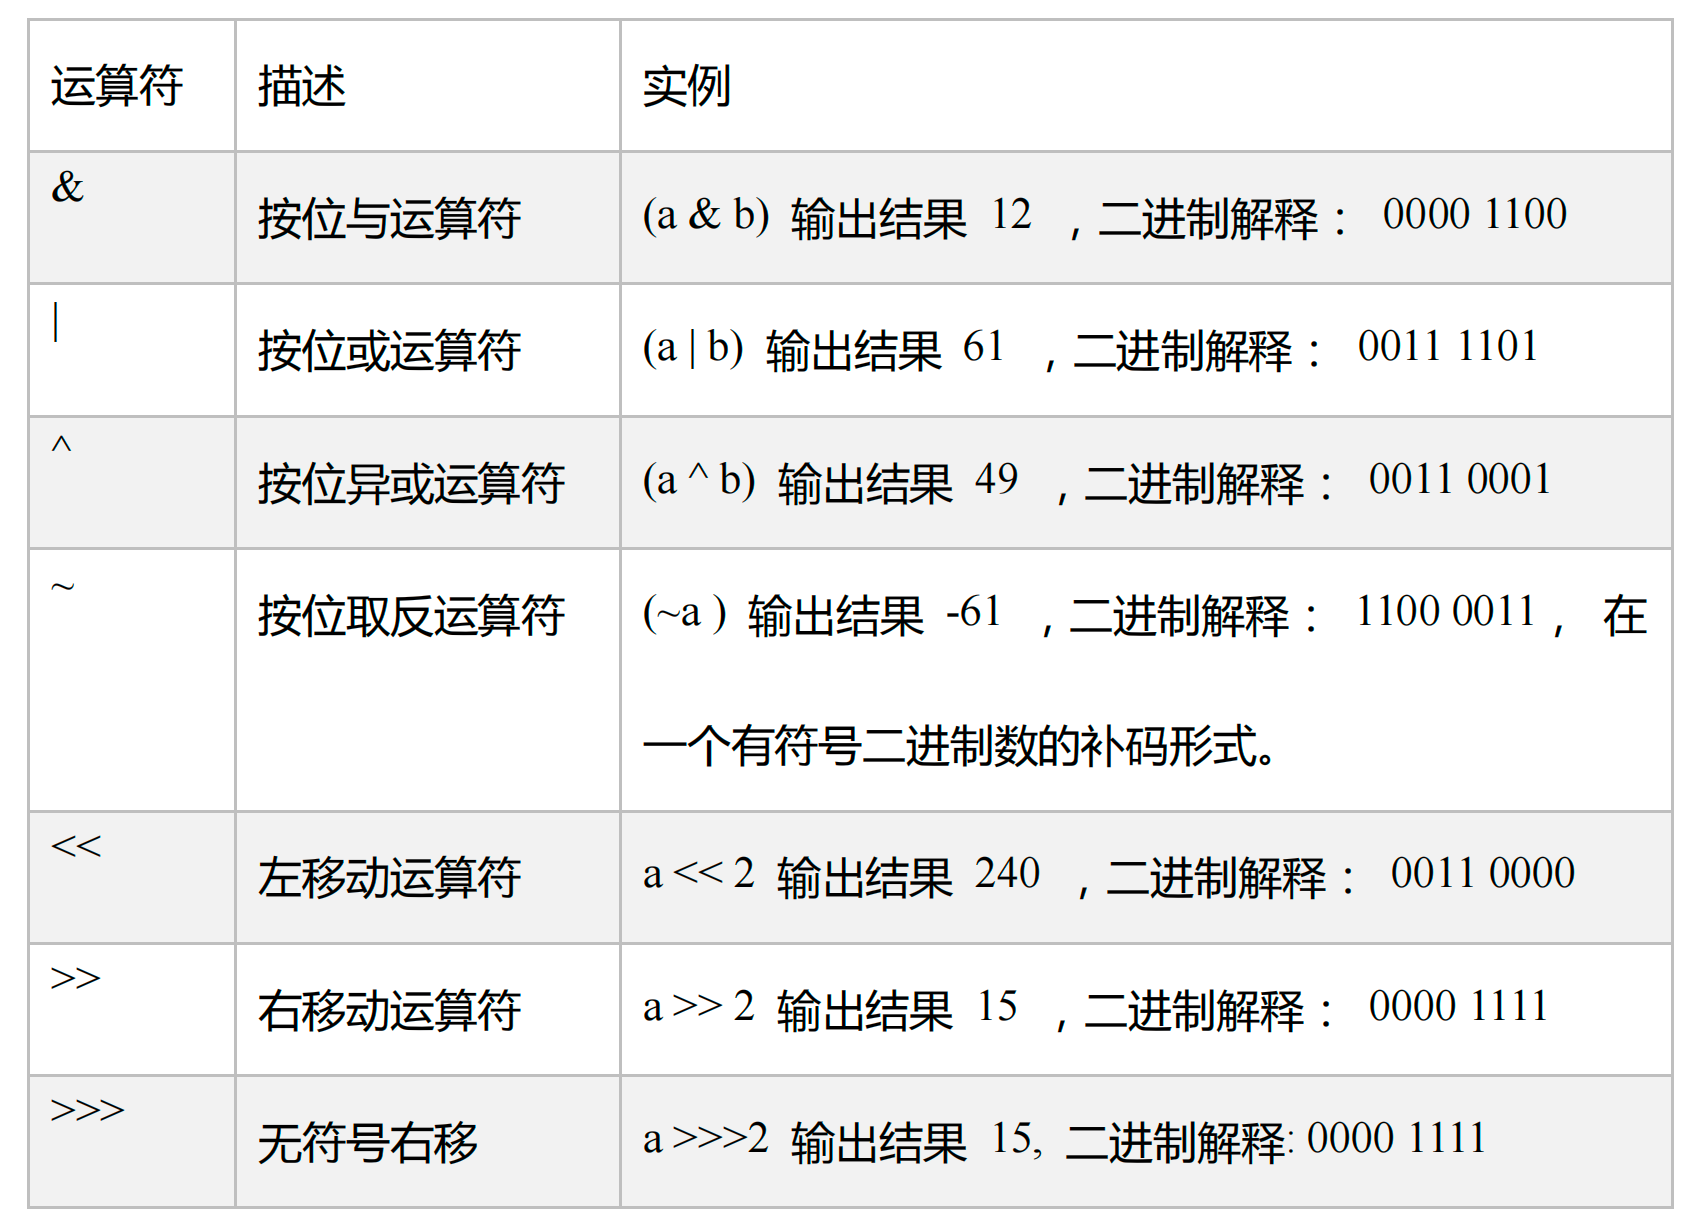 运算符 描述 实例
& 按位与运算符 (a & b) 输出结果 12 ，二进制解释： 0000 1100
| 按位或运算符 (a | b) 输出结果 61 ，二进制解释： 0011 1101
^ 按位异或运算符 (a ^ b) 输出结果 49 ，二进制解释： 0011 0001
~ 按位取反运算符 (~a ) 输出结果 -61 ，二进制解释： 1100 0011， 在
一个有符号二进制数的补码形式。
<< 左移动运算符 a << 2 输出结果 240 ，二进制解释： 0011 0000
>> 右移动运算符 a >> 2 输出结果 15 ，二进制解释： 0000 1111
>>> 无符号右移 a >>>2 输出结果 15, 二进制解释: 0000 1111